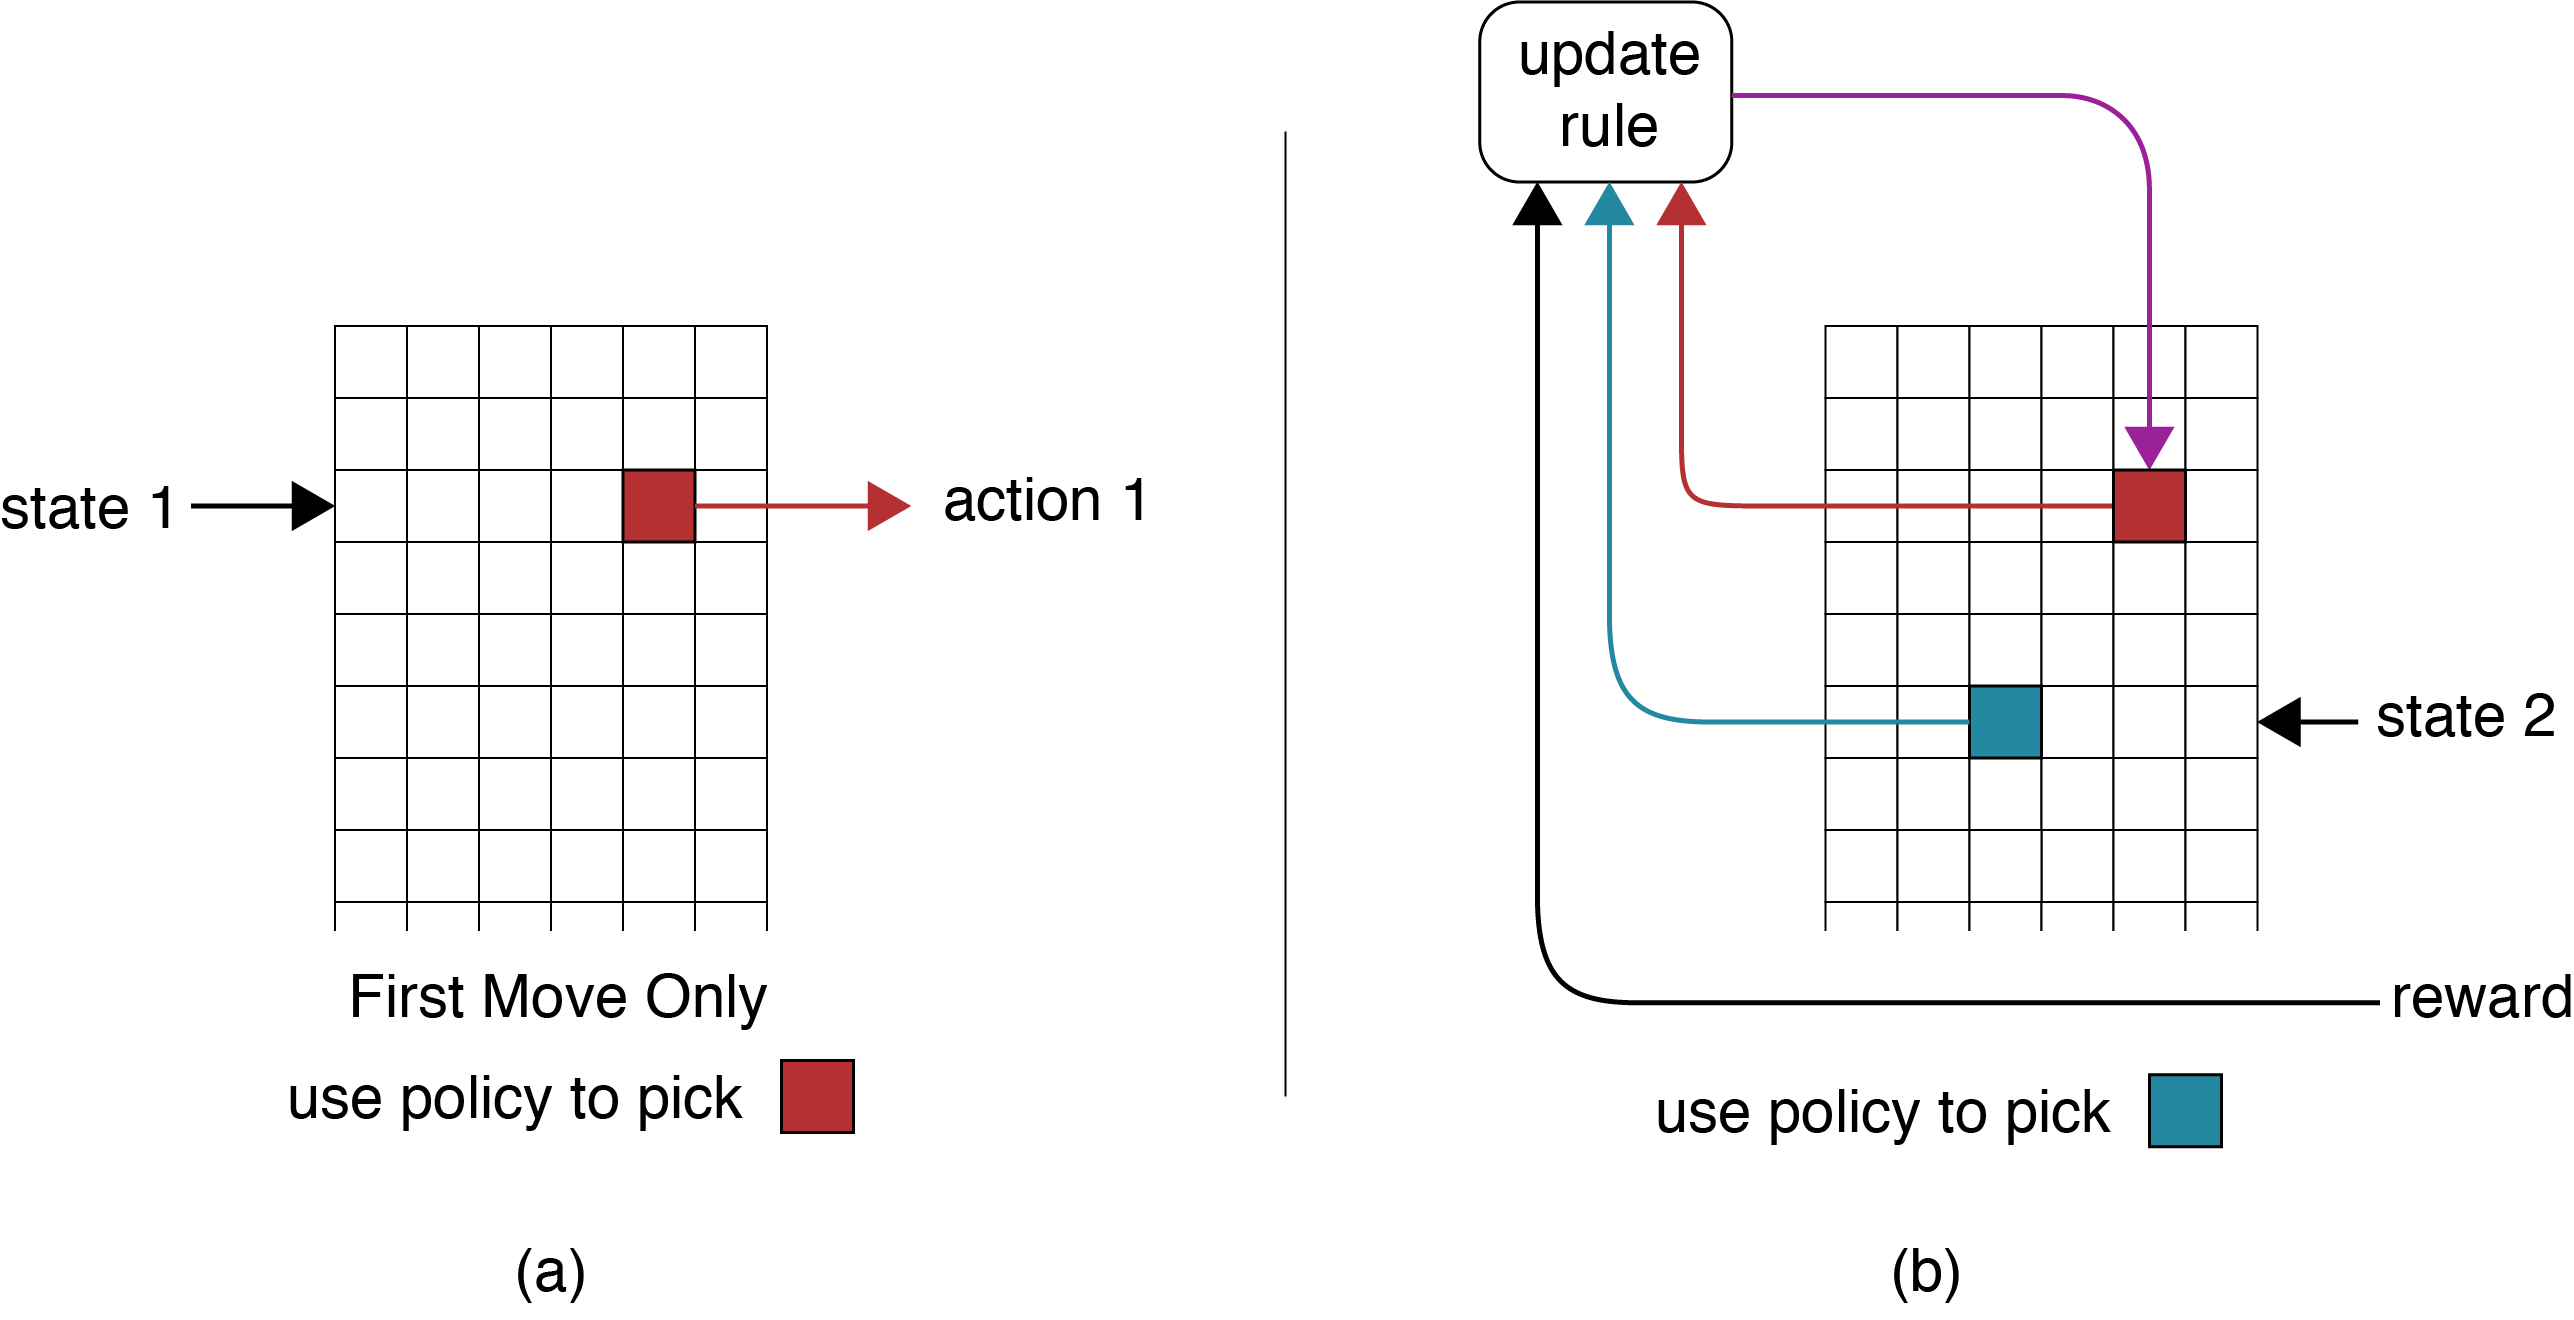 state 1
action 1
First Move Only
use policy to pick
(a)
update
rule
state 2
reward
use policy to pick
(b)